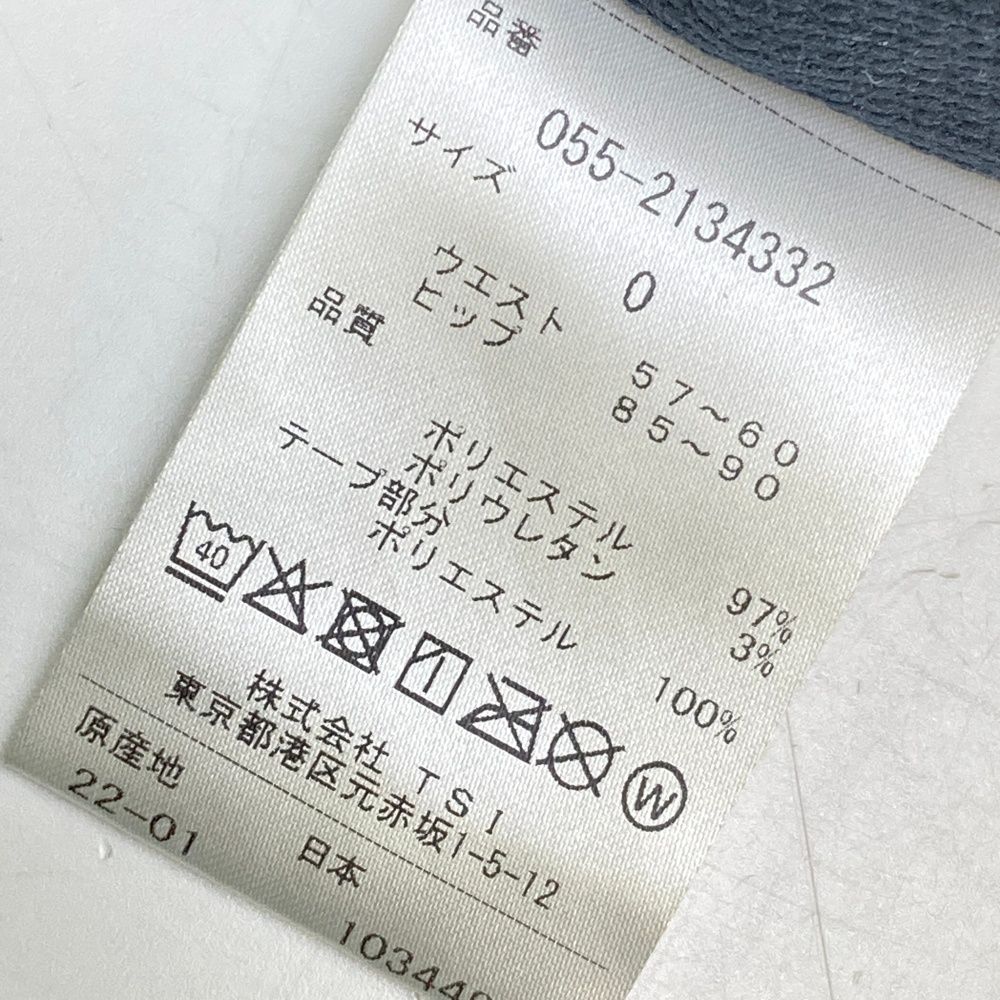 品番
055-2134332
サイズ
0
ウエスト 57~60
ヒップ 85~90
品質
ポリエステル 97%
ポリウレタン 3%
テープ部分
ポリエステル 100%
40
W
株式会社 TSI
東京都港区元赤坂1-5-12
原産地 日本
22-01